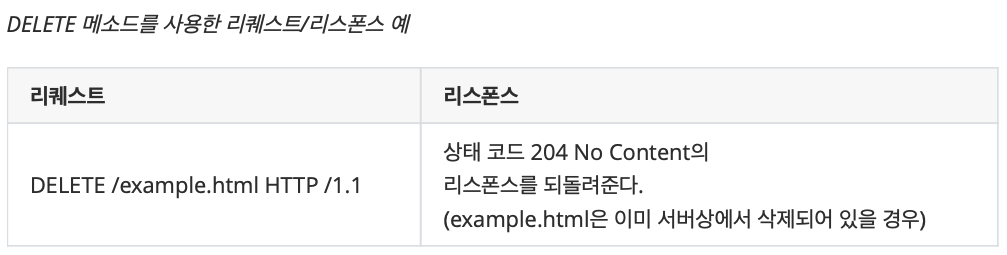 DELETE 메소드를 사용한 리퀘스트/리스폰스 예
리퀘스트
리스폰스
DELETE /example.html HTTP /1.1
상태 코드 204 No Content의
리스폰스를 되돌려준다.
(example.html은 이미 서버상에서 삭제되어 있을 경우)